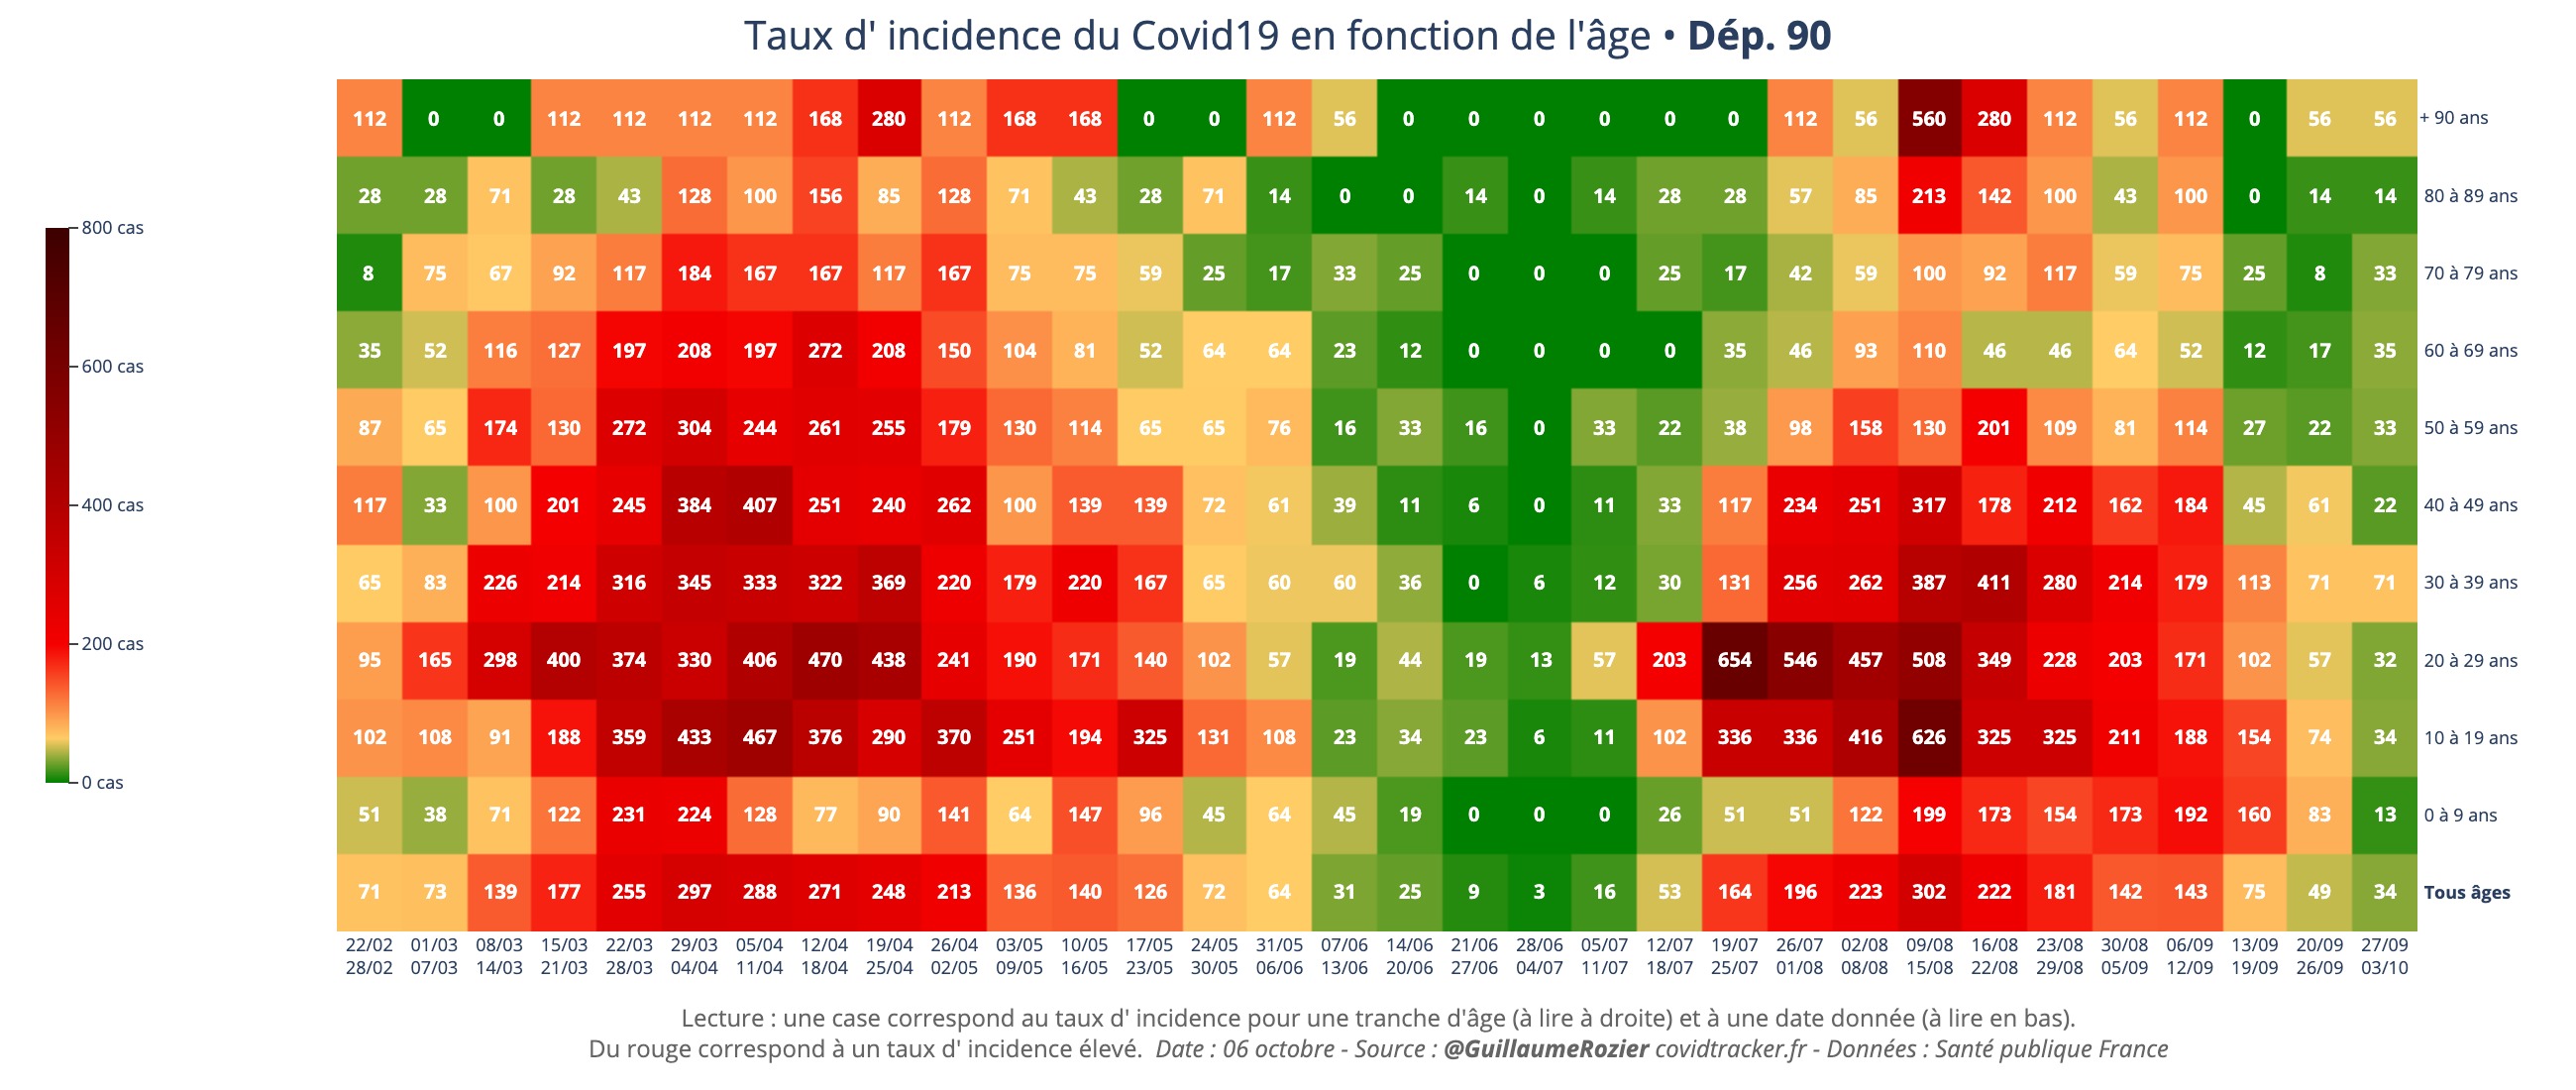 Taux d' incidence du Covid19 en fonction de l'âge • Dép. 90
112 0 0 112 112 112 112 168 280 112 168 168 0 0 112 56 0 0 0 0 0 0 112 56 560 280 112 56 112 0 56 56 + 90 ans
28 28 71 28 43 128 100 156 85 128 71 43 28 71 14 0 0 14 0 14 28 28 57 85 213 142 100 43 100 0 14 14 80 à 89 ans
800 cas
8 75 67 92 117 184 167 167 117 167 75 75 59 25 17 33 25 0 0 0 25 17 42 59 100 92 117 59 75 25 8 33 70 à 79 ans
35 52 116 127 197 208 197 272 208 150 104 81 52 64 64 23 12 0 0 0 0 35 46 93 110 46 46 64 52 12 17 35 60 à 69 ans
600 cas
87 65 174 130 272 304 244 261 255 179 130 114 65 65 76 16 33 16 0 33 22 38 98 158 130 201 109 81 114 27 22 33 50 à 59 ans
400 cas
117 33 100 201 245 384 407 251 240 262 100 139 139 72 61 39 11 6 0 11 33 117 234 251 317 178 212 162 184 45 61 22 40 à 49 ans
65 83 226 214 316 345 333 322 369 220 179 220 167 65 60 60 36 0 6 12 30 131 256 262 387 411 280 214 179 113 71 71 30 à 39 ans
200 cas
95 165 298 400 374 330 406 470 438 241 190 171 140 102 57 19 44 19 13 57 203 654 546 457 508 349 228 203 171 102 57 32 20 à 29 ans
102 108 91 188 359 433 467 376 290 370 251 194 325 131 108 23 34 23 6 11 102 336 336 416 626 325 325 211 188 154 74 34 10 à 19 ans
0 cas
51 38 71 122 231 224 128 77 90 141 64 147 96 45 64 45 19 0 0 0 26 51 51 122 199 173 154 173 192 160 83 13 0 à 9 ans
71 73 139 177 255 297 288 271 248 213 136 140 126 72 64 31 25 9 3 16 53 164 196 223 302 222 181 142 143 75 49 34 Tous âges
22/02 01/03 08/03 15/03 22/03 29/03 05/04 12/04 19/04 26/04 03/05 10/05 17/05 24/05 31/05 07/06 14/06 21/06 28/06 05/07 12/07 19/07 26/07 02/08 09/08 16/08 23/08 30/08 06/09 13/09 20/09 27/09
28/02 07/03 14/03 21/03 28/03 04/04 11/04 18/04 25/04 02/05 09/05 16/05 23/05 30/05 06/06 13/06 20/06 27/06 04/07 11/07 18/07 25/07 01/08 08/08 15/08 22/08 29/08 05/09 12/09 19/09 26/09 03/10
Lecture : une case correspond au taux d' incidence pour une tranche d'âge (à lire à droite) et à une date donnée (à lire en bas).
Du rouge correspond à un taux d' incidence élevé. Date : 06 octobre - Source : @GuillaumeRozier covidtracker.fr - Données : Santé publique France